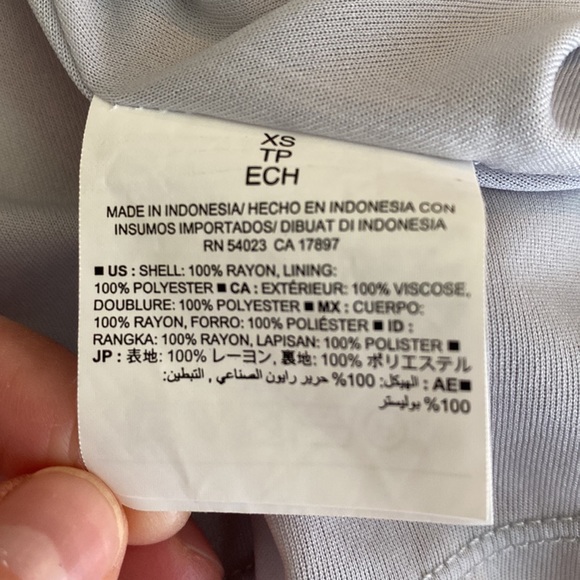 XS
TP
ECH
MADE IN INDONESIA/ HECHO EN INDONESIA CON
INSUMOS IMPORTADOS/ DIBUAT DI INDONESIA
RN 54023 CA 17897
■ US : SHELL: 100% RAYON, LINING:
100% POLYESTER ■ CA : EXTÉRIEUR: 100% VISCOSE,
DOUBLURE: 100% POLYESTER ■ MX : CUERPO:
100% RAYON, FORRO: 100% POLIÉSTER ■ ID :
RANGKA: 100% RAYON, LAPISAN: 100% POLISTER ■
JP : 表地: 100% レーヨン, 裏地: 100% ポリエステル
■ AE : الهيكل: 100% حرير رايون الصناعي , التبطين:
100% بوليستر